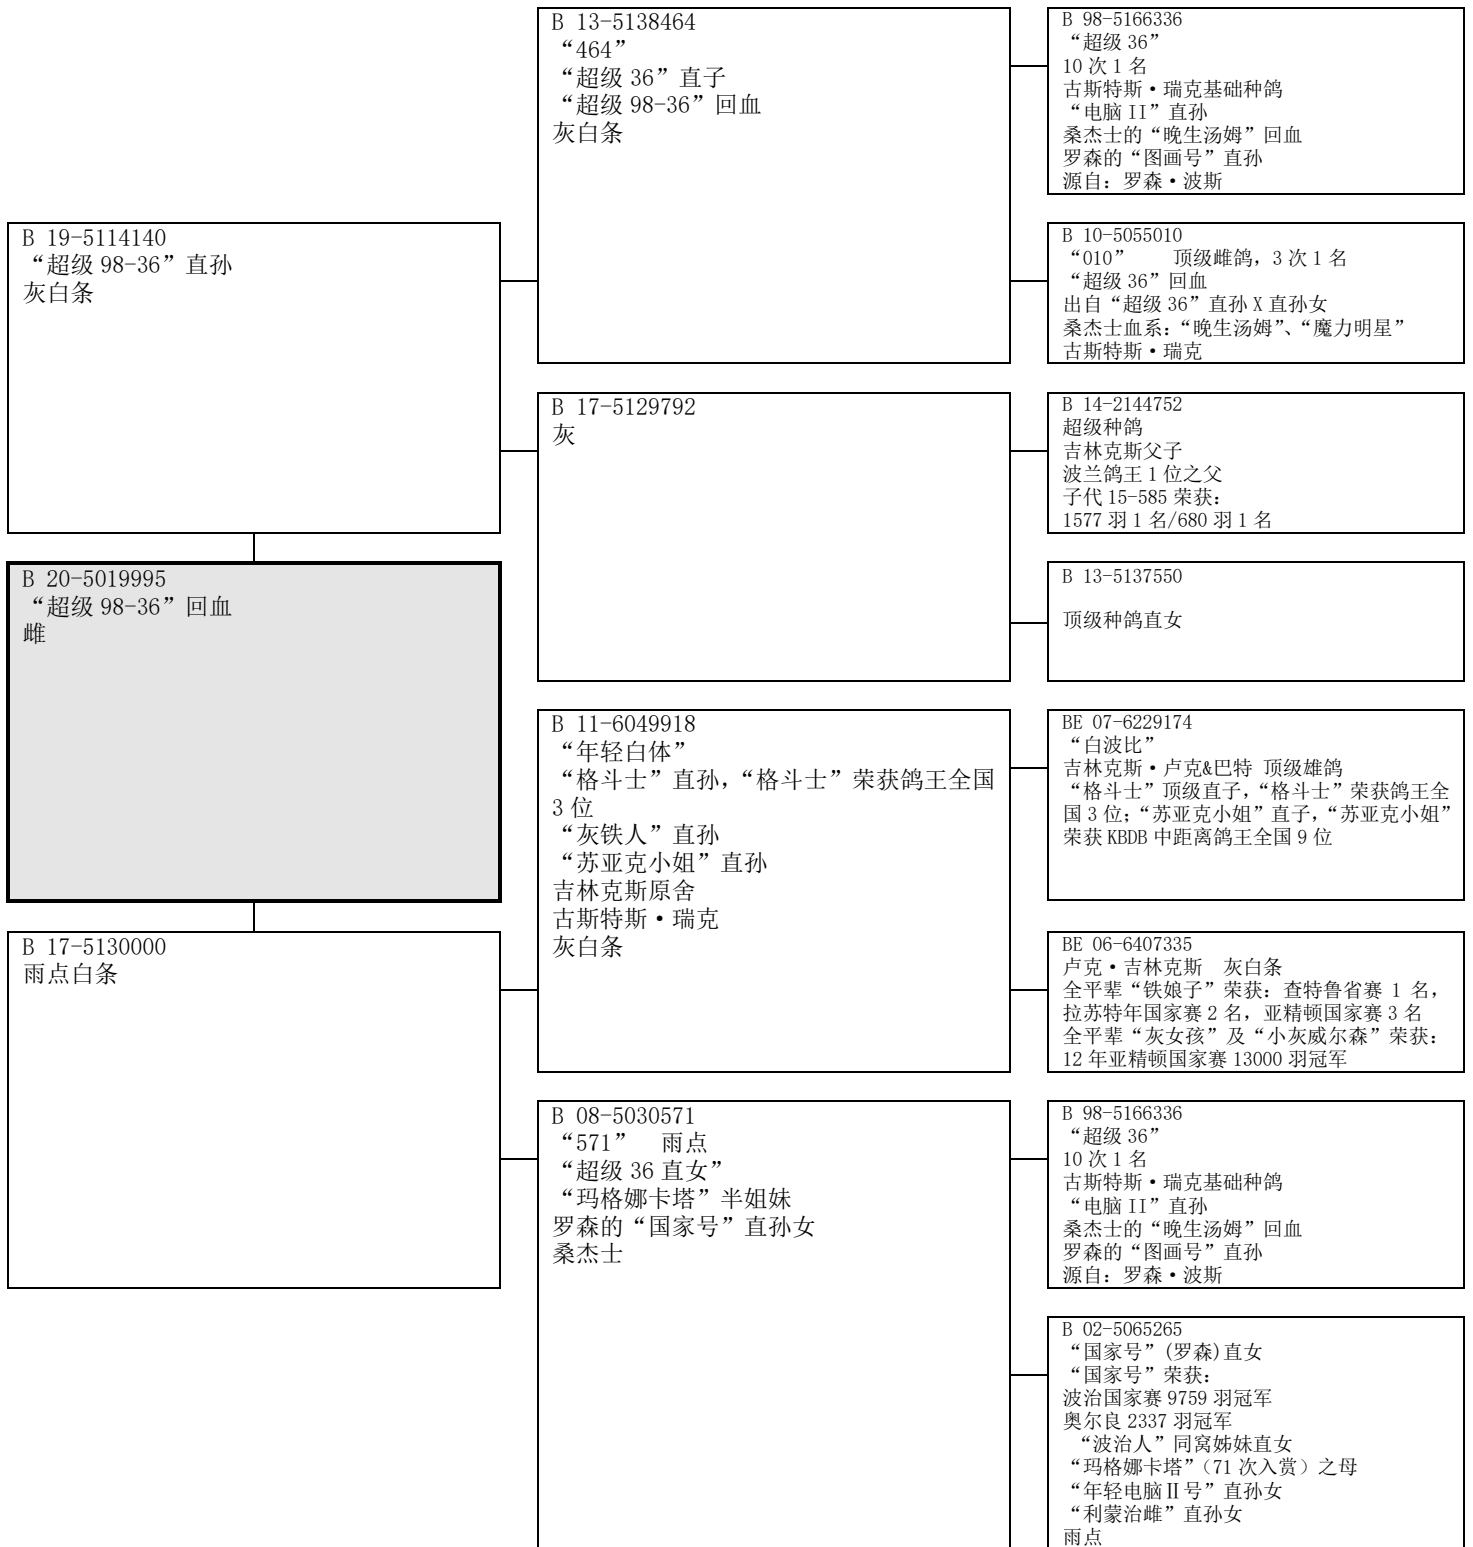 B 19-5114140
“超级 98-36”直孙
灰白条
B 20-5019995
“超级 98-36”回血
雌
B 17-5130000
雨点白条
B 13-5138464
“464”
“超级 36”直子
“超级 98-36”回血
灰白条
B 17-5129792
灰
B 11-6049918
“年轻白体”
“格斗士”直孙，“格斗士”荣获鸽王全国
3 位
“灰铁人”直孙
“苏亚克小姐”直孙
吉林克斯原舍
古斯特斯·瑞克
灰白条
B 08-5030571
“571” 雨点
“超级 36 直女”
“玛格娜卡塔”半姐妹
罗森的“国家号”直孙女
桑杰士
B 98-5166336
“超级 36”
10 次 1 名
古斯特斯·瑞克基础种鸽
“电脑 II”直孙
桑杰士的“晚生汤姆”回血
罗森的“图画号”直孙
源自：罗森·波斯
B 10-5055010
“010” 顶级雌鸽，3 次 1 名
“超级 36”回血
出自“超级 36”直孙 X 直孙女
桑杰士血系：“晚生汤姆”、“魔力明星”
古斯特斯·瑞克
B 14-2144752
超级种鸽
吉林克斯父子
波兰鸽王 1 位之父
子代 15-585 荣获：
1577 羽 1 名/680 羽 1 名
B 13-5137550
顶级种鸽直女
BE 07-6229174
“白波比”
吉林克斯·卢克&巴特 顶级雄鸽
“格斗士”顶级直子，“格斗士”荣获鸽王全
国 3 位；“苏亚克小姐”直子，“苏亚克小姐”
荣获 KBDB 中距离鸽王全国 9 位
BE 06-6407335
卢克·吉林克斯 灰白条
全平辈“铁娘子”荣获：查特鲁省赛 1 名，
拉苏特年国家赛 2 名，亚精顿国家赛 3 名
全平辈“灰女孩”及“小灰威尔森”荣获：
12 年亚精顿国家赛 13000 羽冠军
B 98-5166336
“超级 36”
10 次 1 名
古斯特斯·瑞克基础种鸽
“电脑 II”直孙
桑杰士的“晚生汤姆”回血
罗森的“图画号”直孙
源自：罗森·波斯
B 02-5065265
“国家号”(罗森)直女
“国家号”荣获：
波治国家赛 9759 羽冠军
奥尔良 2337 羽冠军
“波治人”同窝姊妹直女
“玛格娜卡塔”（71 次入赏）之母
“年轻电脑Ⅱ号”直孙女
“利蒙治雌”直孙女
雨点